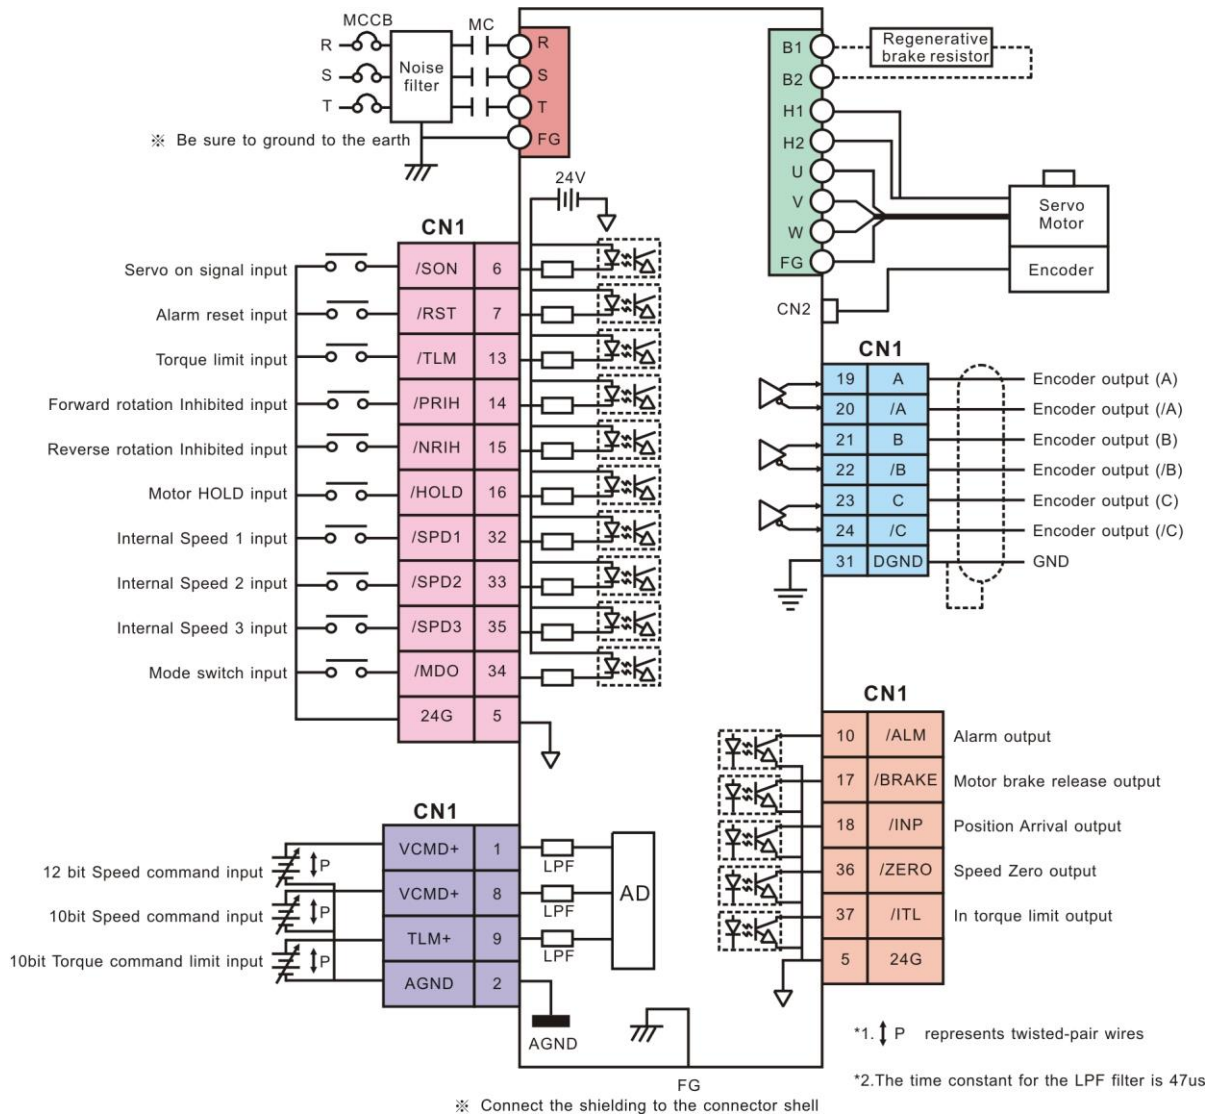 MCCB
MC
R
R
S
S
T
T
Noise
filter
FG
※ Be sure to ground to the earth
B1
Regenerative
brake resistor
B2
H1
H2
U
V
W
FG
Servo
Motor
Encoder
CN2
24V
CN1
Servo on signal input /SON 6
Alarm reset input /RST 7
Torque limit input /TLM 13
Forward rotation Inhibited input /PRIH 14
Reverse rotation Inhibited input /NRIH 15
Motor HOLD input /HOLD 16
Internal Speed 1 input /SPD1 32
Internal Speed 2 input /SPD2 33
Internal Speed 3 input /SPD3 35
Mode switch input /MDO 34
24G 5
CN1
19 A Encoder output (A)
20 /A Encoder output (/A)
21 B Encoder output (B)
22 /B Encoder output (/B)
23 C Encoder output (C)
24 /C Encoder output (/C)
31 DGND GND
CN1
12 bit Speed command input P VCMD+ 1 LPF
10bit Speed command input P VCMD+ 8 LPF
10bit Torque command limit input P TLM+ 9 LPF
AGND 2
AD
AGND
CN1
10 /ALM Alarm output
17 /BRAKE Motor brake release output
18 /INP Position Arrival output
36 /ZERO Speed Zero output
37 /ITL In torque limit output
5 24G
FG
*1. P represents twisted-pair wires
*2.The time constant for the LPF filter is 47us
※ Connect the shielding to the connector shell